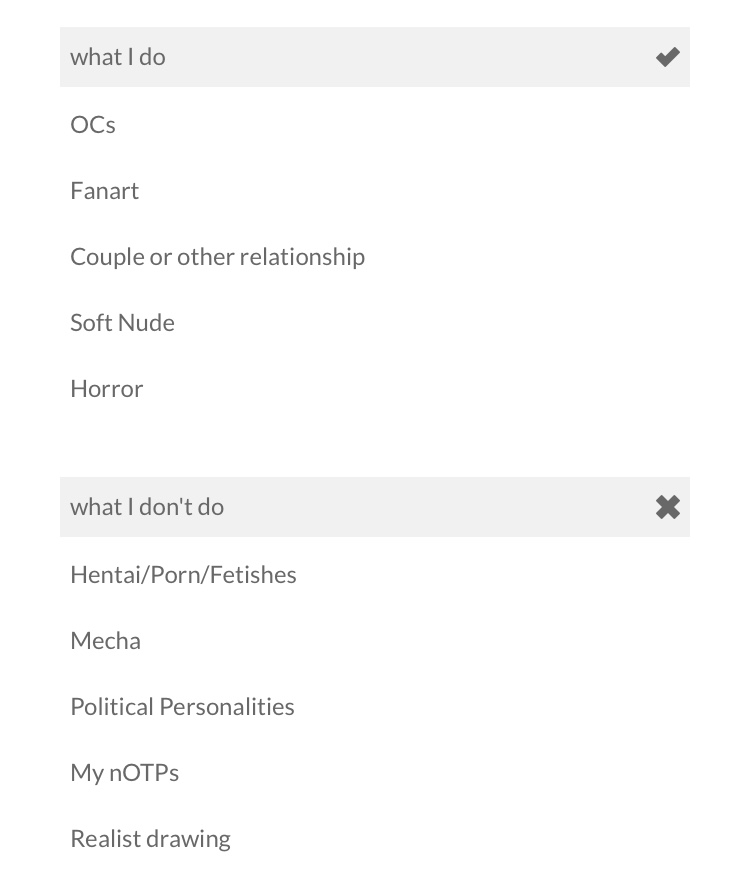 what I do
OCs
Fanart
Couple or other relationship
Soft Nude
Horror
what I don't do
Hentai/Porn/Fetishes
Mecha
Political Personalities
My nOTPs
Realist drawing